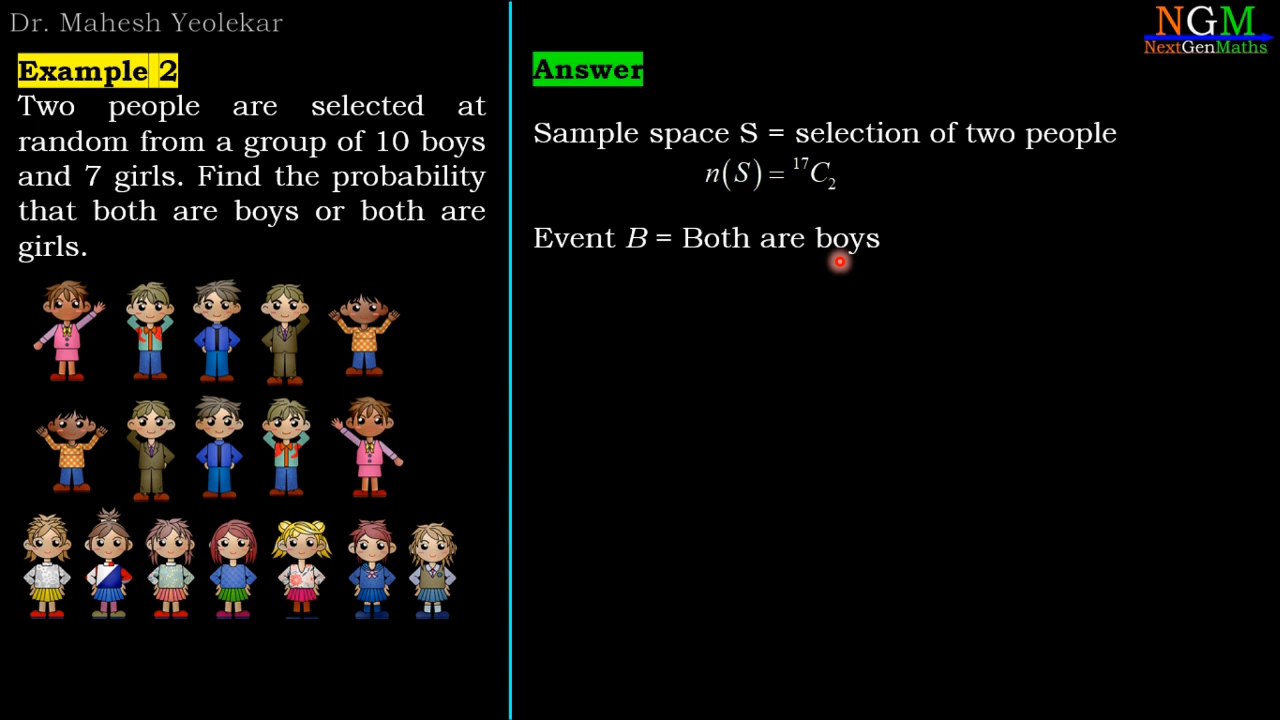 Dr. Mahesh Yeolekar
NGM
NextGenMaths
Example 2
Two people are selected at
random from a group of 10 boys
and 7 girls. Find the probability
that both are boys or both are
girls.
Answer
Sample space S = selection of two people
n(S) = ¹⁷C₂
Event B = Both are boys